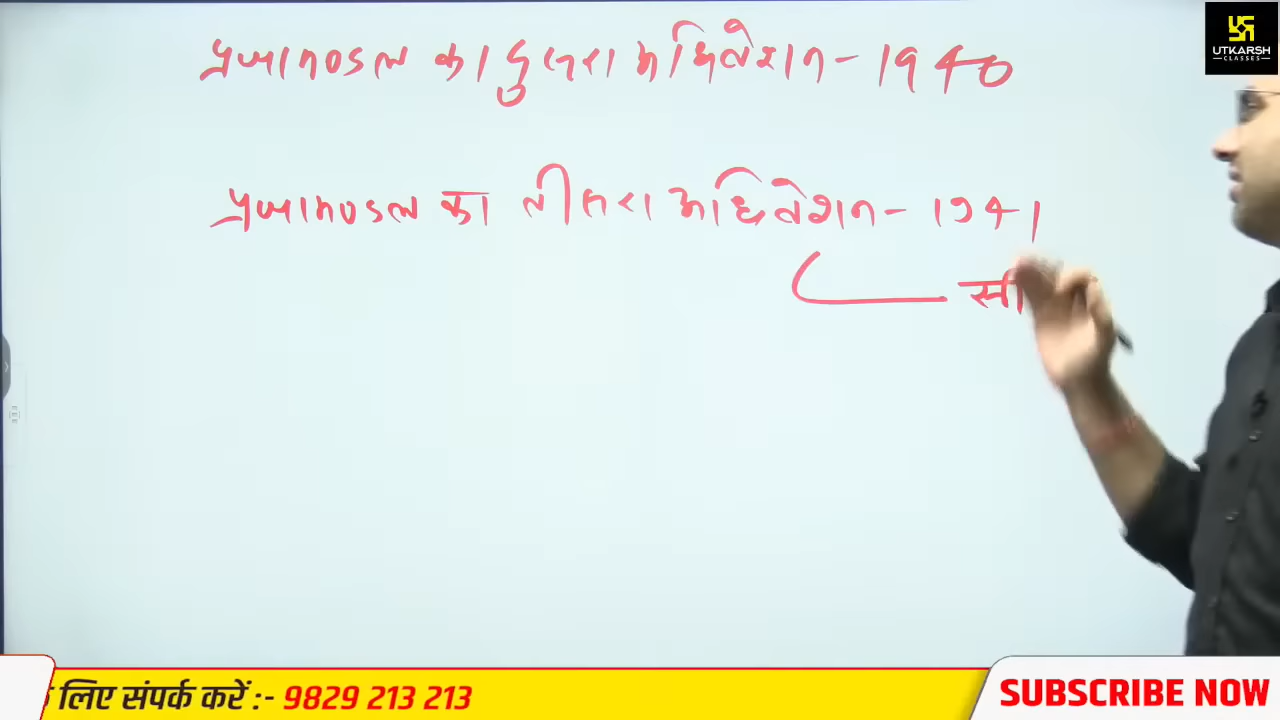 UTKARSH
CLASSES
प्रजामण्डल का दुसरा अधिवेशन - 1940
प्रजामण्डल का तीसरा अधिवेशन - 1941
लिए संपर्क करें :- 9829 213 213
SUBSCRIBE NOW